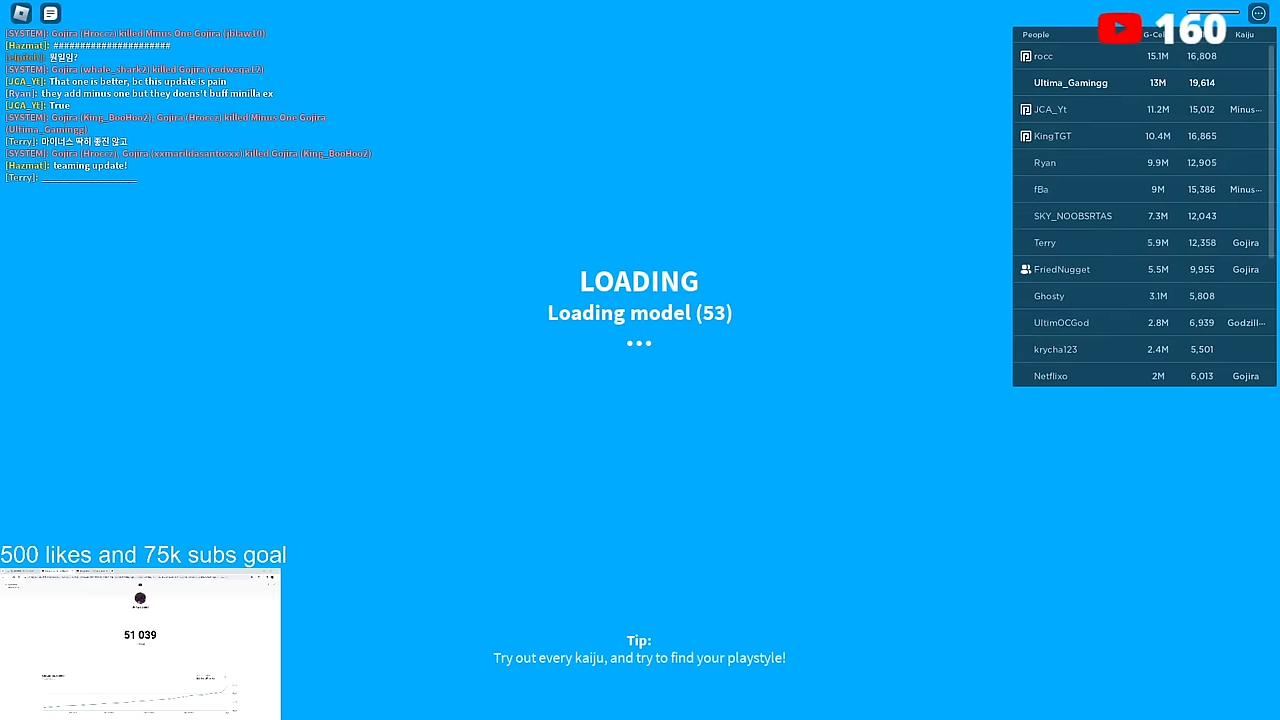 [SYSTEM]: Gojira (Hroccz) killed Minus One Gojira (jblaw10)
[Hazmat]: ######################
뭔일임?
[SYSTEM]: Gojira (whale_shark2) killed Gojira (redwsqa12)
[JCA_Yt]: That one is better, bc this update is pain
[Ryan]: they add minus one but they doens't buff minilla ex
[JCA_Yt]: True
[SYSTEM]: Gojira (King_BooHoo2), Gojira (Hroccz) killed Minus One Gojira
(Ultima_Gamingg)
[Terry]: 마이너스 딱히 좋진 않고
[SYSTEM]: Gojira (Hroccz), Gojira (xxmarildasantosxx) killed Gojira (King_BooHoo2)
[Hazmat]: teaming update!
[Terry]: ____________________
160
People G-Cel Kaiju
rocc 15.1M 16,808
Ultima_Gamingg 13M 19,614
JCA_Yt 11.2M 15,012 Minus...
KingTGT 10.4M 16,865
Ryan 9.9M 12,905
fBa 9M 15,386 Minus...
SKY_NOOBSRTAS 7.3M 12,043
Terry 5.9M 12,358 Gojira
FriedNugget 5.5M 9,955 Gojira
Ghosty 3.1M 5,808
UltimOCGod 2.8M 6,939 Godzill...
krycha123 2.4M 5,501
Netflixo 2M 6,013 Gojira
LOADING
Loading model (53)
...
500 likes and 75k subs goal
51 039
Tip:
Try out every kaiju, and try to find your playstyle!